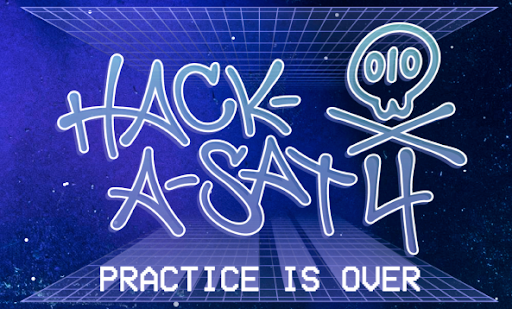 HACK-
A-SAT 4
010
PRACTICE IS OVER